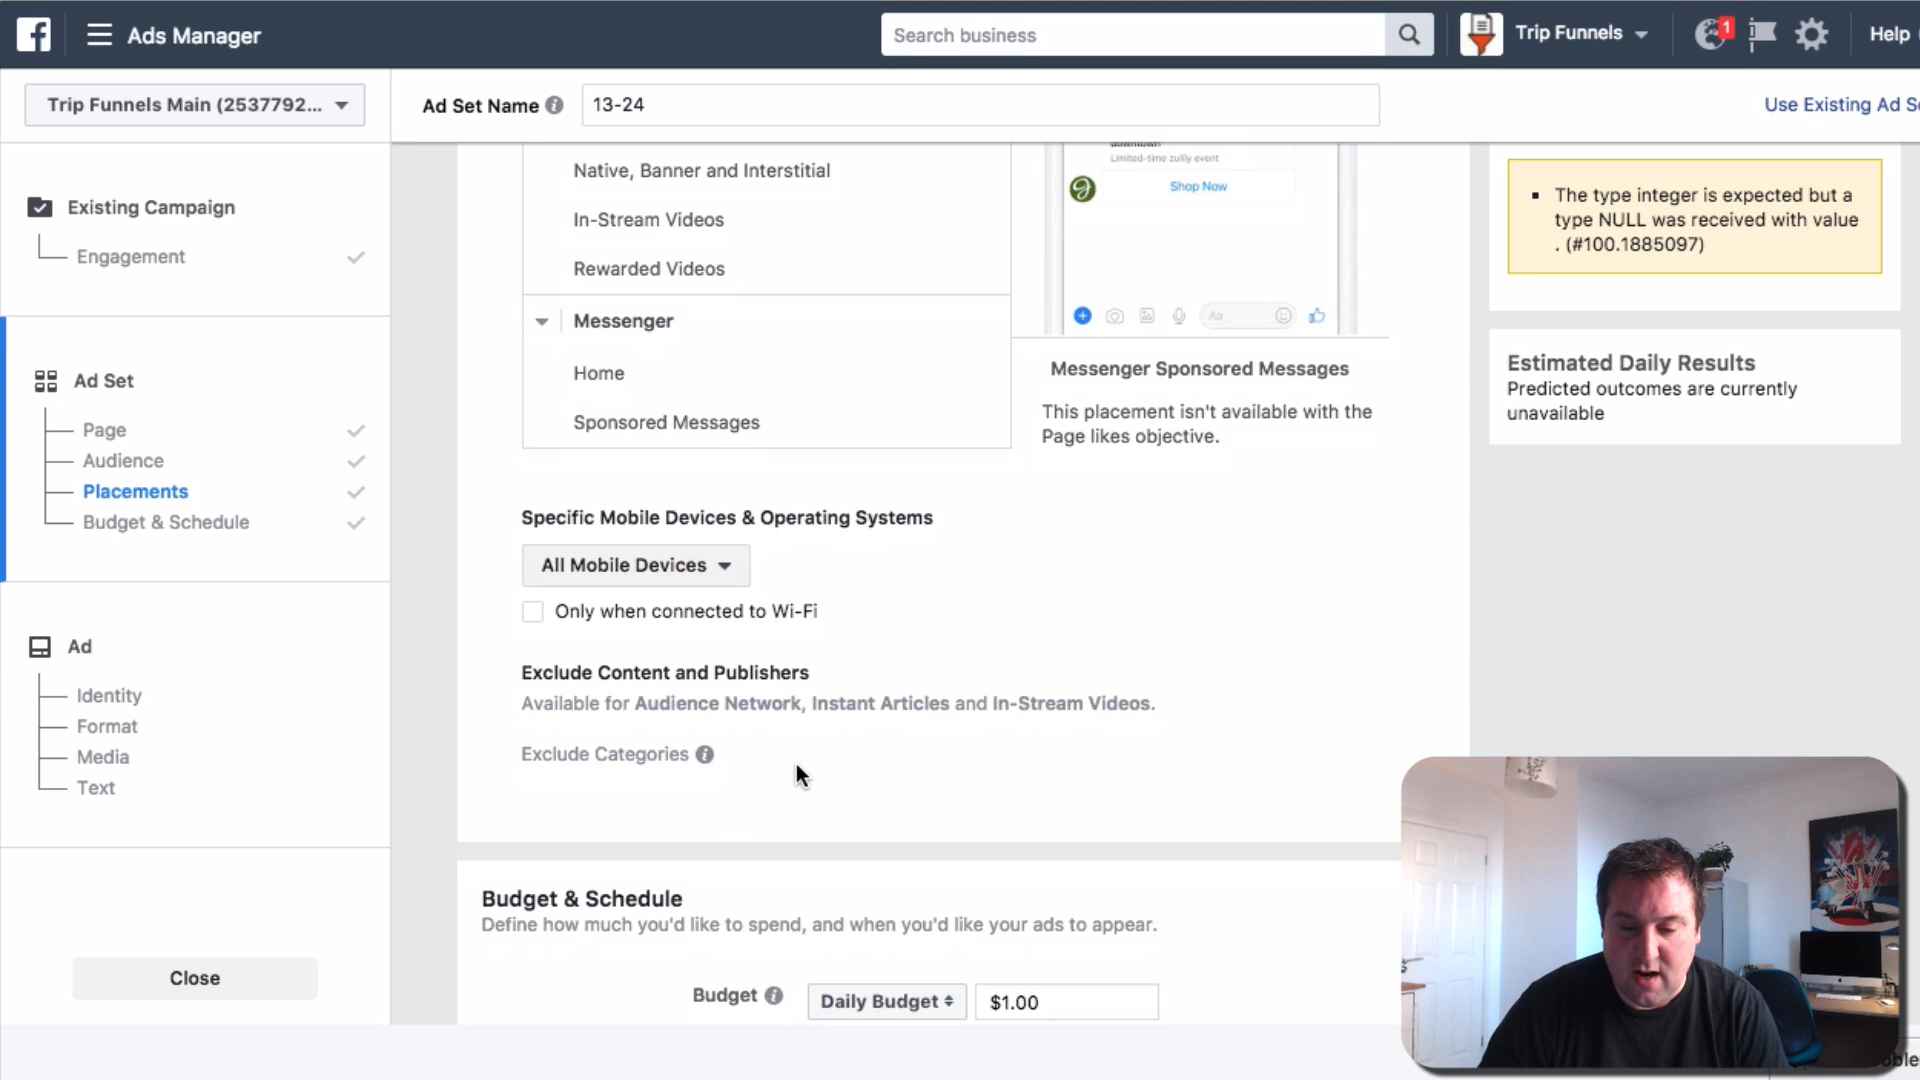 Ads Manager
Search business
Trip Funnels
1
Help
Trip Funnels Main (2537792...
Ad Set Name
13-24
Use Existing Ad
Existing Campaign
Engagement
Ad Set
Page
Audience
Placements
Budget & Schedule
Ad
Identity
Format
Media
Text
Close
Native, Banner and Interstitial
In-Stream Videos
Rewarded Videos
Messenger
Home
Sponsored Messages
Limited-time zulily event
Shop Now
Aa
Messenger Sponsored Messages
This placement isn't available with the
Page likes objective.
Specific Mobile Devices & Operating Systems
All Mobile Devices
Only when connected to Wi-Fi
Exclude Content and Publishers
Available for Audience Network, Instant Articles and In-Stream Videos.
Exclude Categories
Budget & Schedule
Define how much you'd like to spend, and when you'd like your ads to appear.
Budget
Daily Budget
$1.00
The type integer is expected but a
type NULL was received with value
. (#100.1885097)
Estimated Daily Results
Predicted outcomes are currently
unavailable